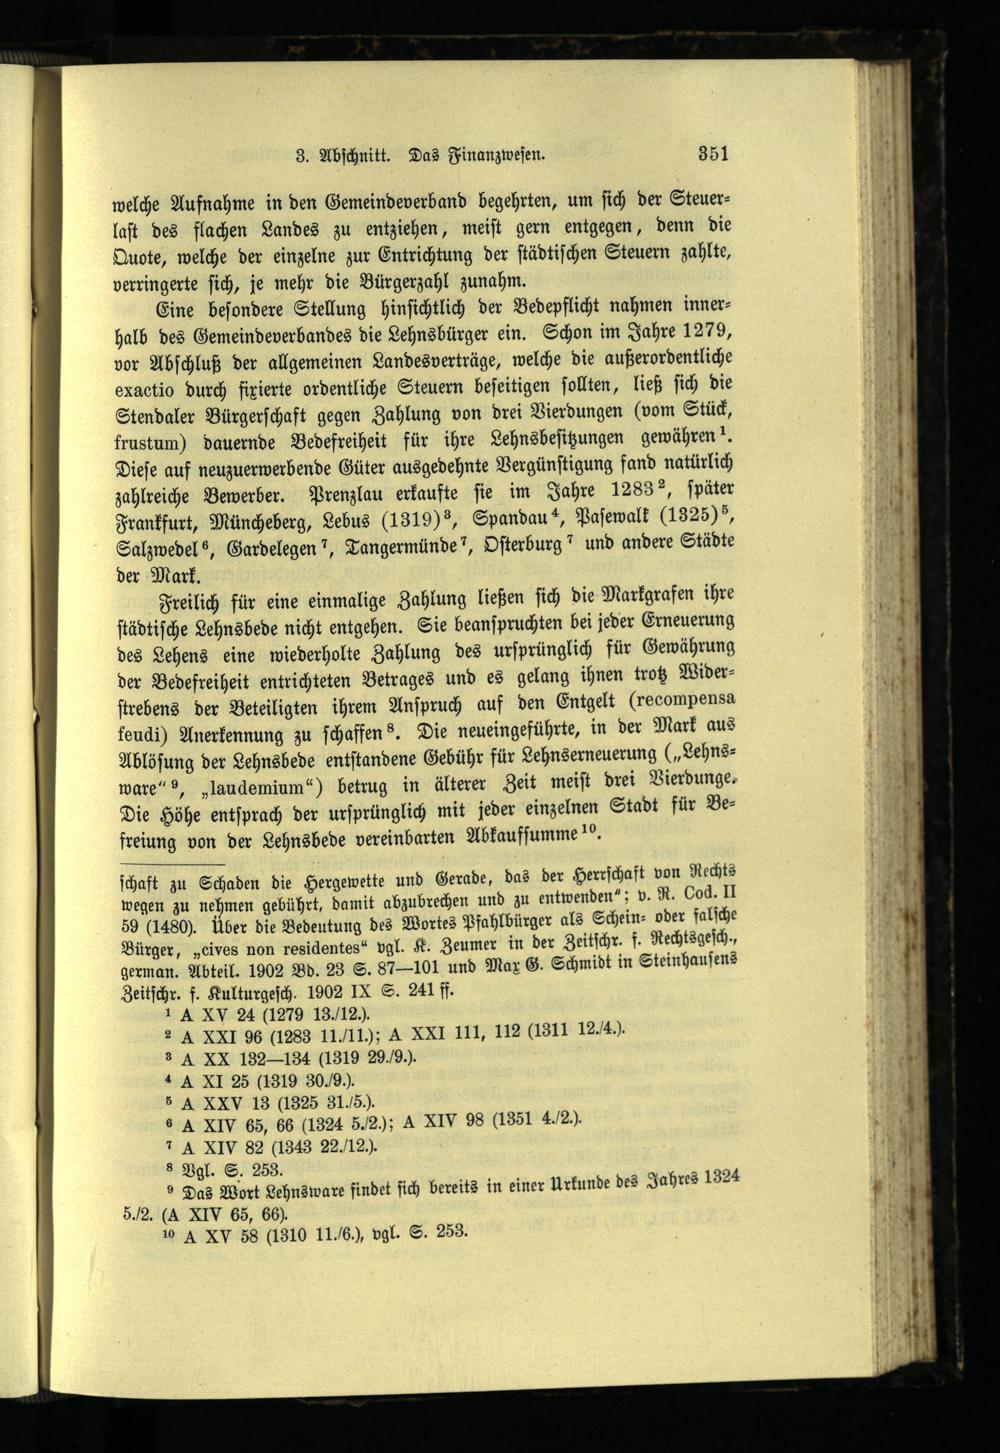 3. Abschnitt. Das Finanzwesen. 351
welche Aufnahme in den Gemeindeverband begehrten, um sich der Steuer=
last des flachen Landes zu entziehen, meist gern entgegen, denn die
Quote, welche der einzelne zur Entrichtung der städtischen Steuern zahlte,
verringerte sich, je mehr die Bürgerzahl zunahm.
Eine besondere Stellung hinsichtlich der Bedepflicht nahmen inner=
halb des Gemeindeverbandes die Lehnsbürger ein. Schon im Jahre 1279,
vor Abschluß der allgemeinen Landesverträge, welche die außerordentliche
exactio durch fixierte ordentliche Steuern beseitigen sollten, ließ sich die
Stendaler Bürgerschaft gegen Zahlung von drei Vierdungen (vom Stück,
frustum) dauernde Bedefreiheit für ihre Lehnsbesitzungen gewähren¹.
Diese auf neuzuerwerbende Güter ausgedehnte Vergünstigung fand natürlich
zahlreiche Bewerber. Prenzlau erkaufte sie im Jahre 1283², später
Frankfurt, Müncheberg, Lebus (1319)³, Spandau⁴, Pasewalk (1325)⁵,
Salzwedel⁶, Gardelegen⁷, Tangermünde⁷, Osterburg⁷ und andere Städte
der Mark.
Freilich für eine einmalige Zahlung ließen sich die Markgrafen ihre
städtische Lehnsbede nicht entgehen. Sie beanspruchten bei jeder Erneuerung
des Lehens eine wiederholte Zahlung des ursprünglich für Gewährung
der Bedefreiheit entrichteten Betrages und es gelang ihnen trotz Wider=
strebens der Beteiligten ihrem Anspruch auf den Entgelt (recompensa
feudi) Anerkennung zu schaffen⁸. Die neueingeführte, in der Mark aus
Ablösung der Lehnsbede entstandene Gebühr für Lehnserneuerung („Lehns=
ware“⁹, „laudemium“) betrug in älterer Zeit meist drei Vierdunge.
Die Höhe entsprach der ursprünglich mit jeder einzelnen Stadt für Be=
freiung von der Lehnsbede vereinbarten Abkaufsumme¹⁰.
schaft zu Schaden die Hergewette und Gerade, das der Herrschaft von Rechts
wegen zu nehmen gebührt, damit abzubrechen und zu entwenden“; v. R. Cod. II
59 (1480). Über die Bedeutung des Wortes Pfahlbürger als Schein= oder falsche
Bürger, „cives non residentes“ vgl. K. Zeumer in der Zeitschr. f. Rechtsgesch.,
german. Abteil. 1902 Bd. 23 S. 87—101 und Max G. Schmidt in Steinhausens
Zeitschr. f. Kulturgesch. 1902 IX S. 241 ff.
¹ A XV 24 (1279 13./12.).
² A XXI 96 (1283 11./11.); A XXI 111, 112 (1311 12./4.).
³ A XX 132—134 (1319 29./9.).
⁴ A XI 25 (1319 30./9.).
⁵ A XXV 13 (1325 31./5.).
⁶ A XIV 65, 66 (1324 5./2.); A XIV 98 (1351 4./2.).
⁷ A XIV 82 (1343 22./12.).
⁸ Vgl. S. 253.
⁹ Das Wort Lehnsware findet sich bereits in einer Urkunde des Jahres 1324
5./2. (A XIV 65, 66).
¹⁰ A XV 58 (1310 11./6.), vgl. S. 253.